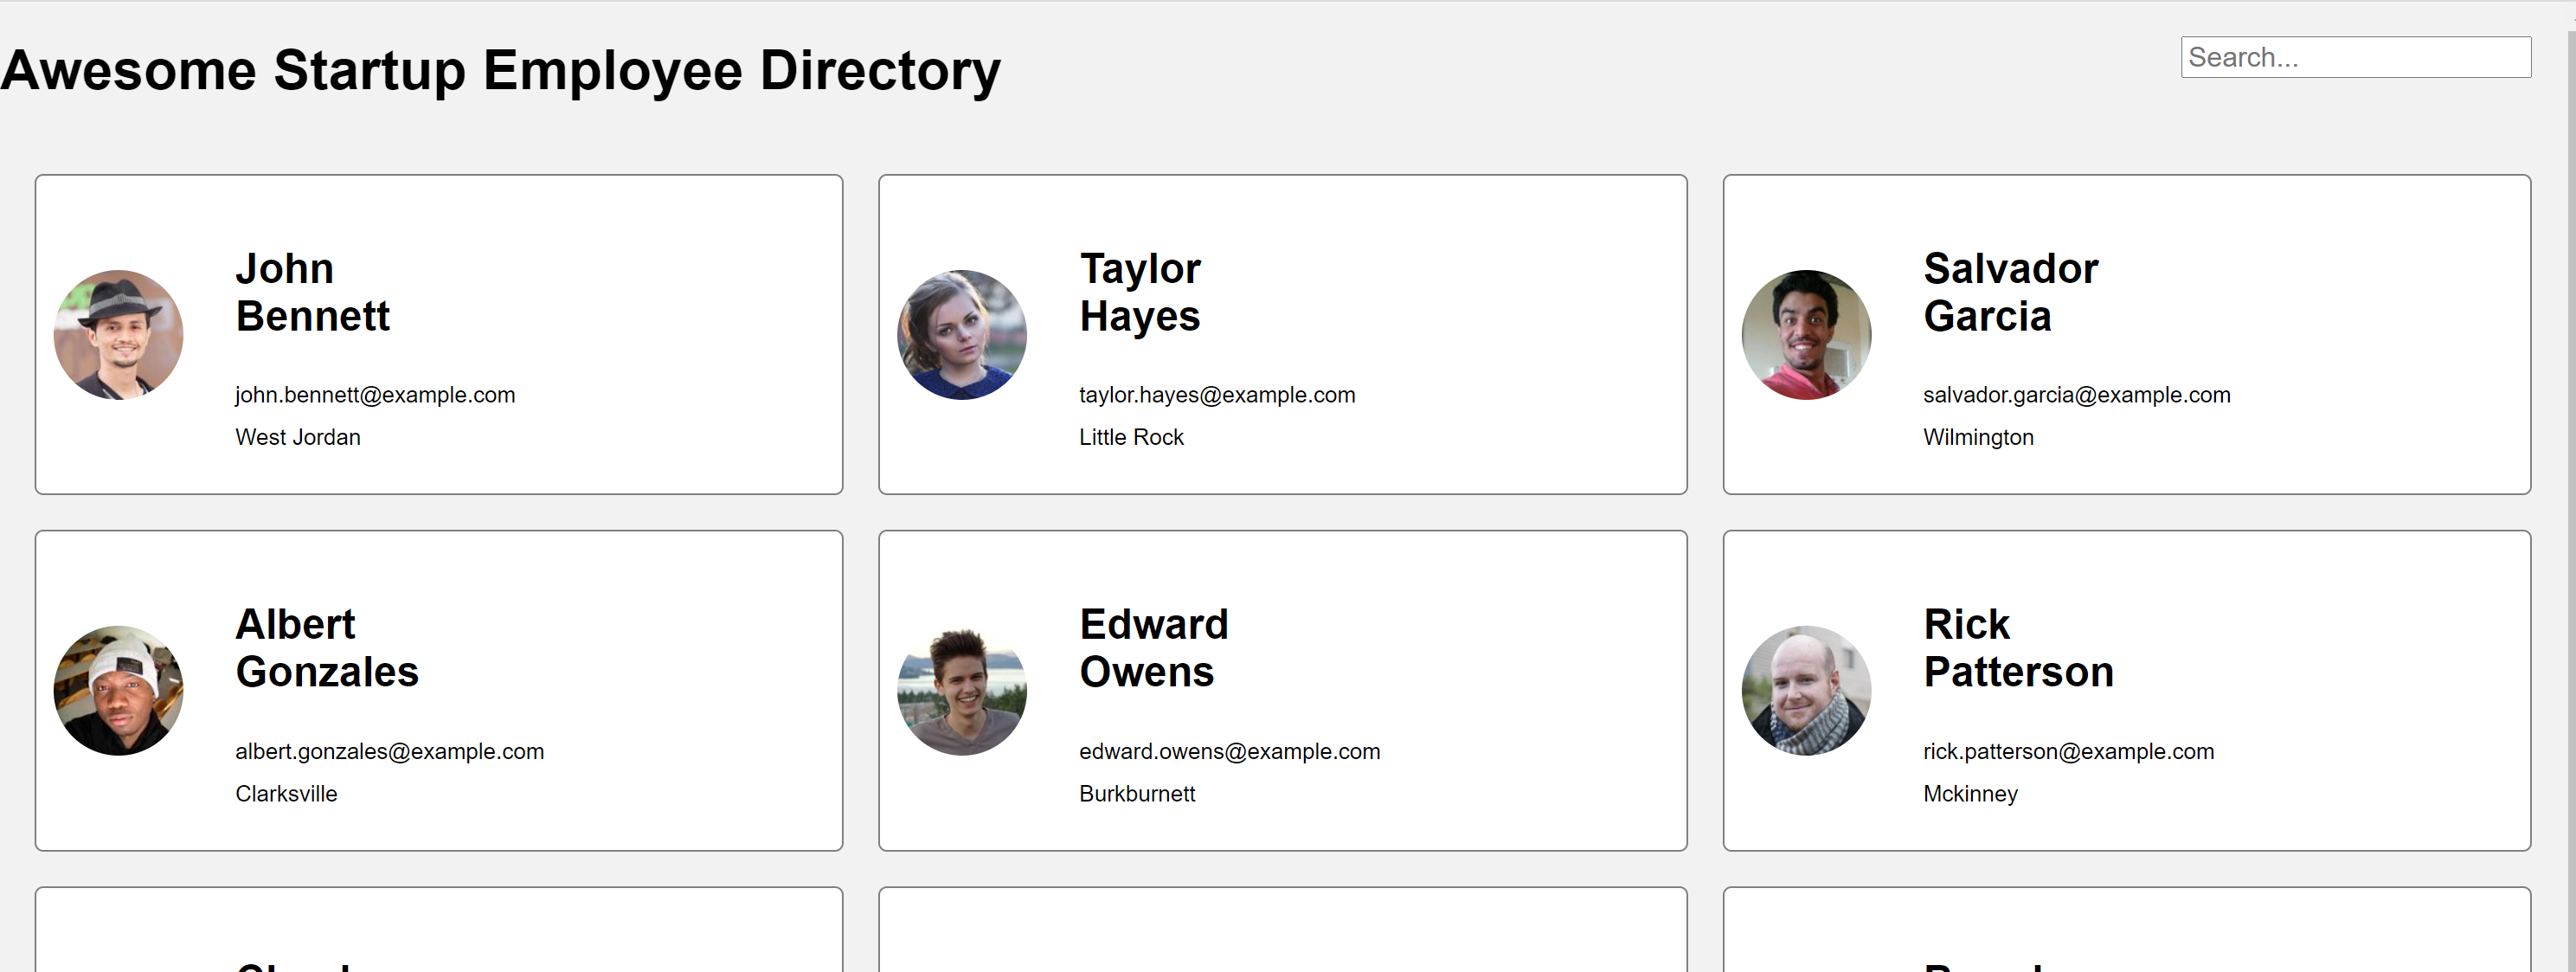 Awesome Startup Employee Directory
Search...
John
Bennett
john.bennett@example.com
West Jordan
Taylor
Hayes
taylor.hayes@example.com
Little Rock
Salvador
Garcia
salvador.garcia@example.com
Wilmington
Albert
Gonzales
albert.gonzales@example.com
Clarksville
Edward
Owens
edward.owens@example.com
Burkburnett
Rick
Patterson
rick.patterson@example.com
Mckinney